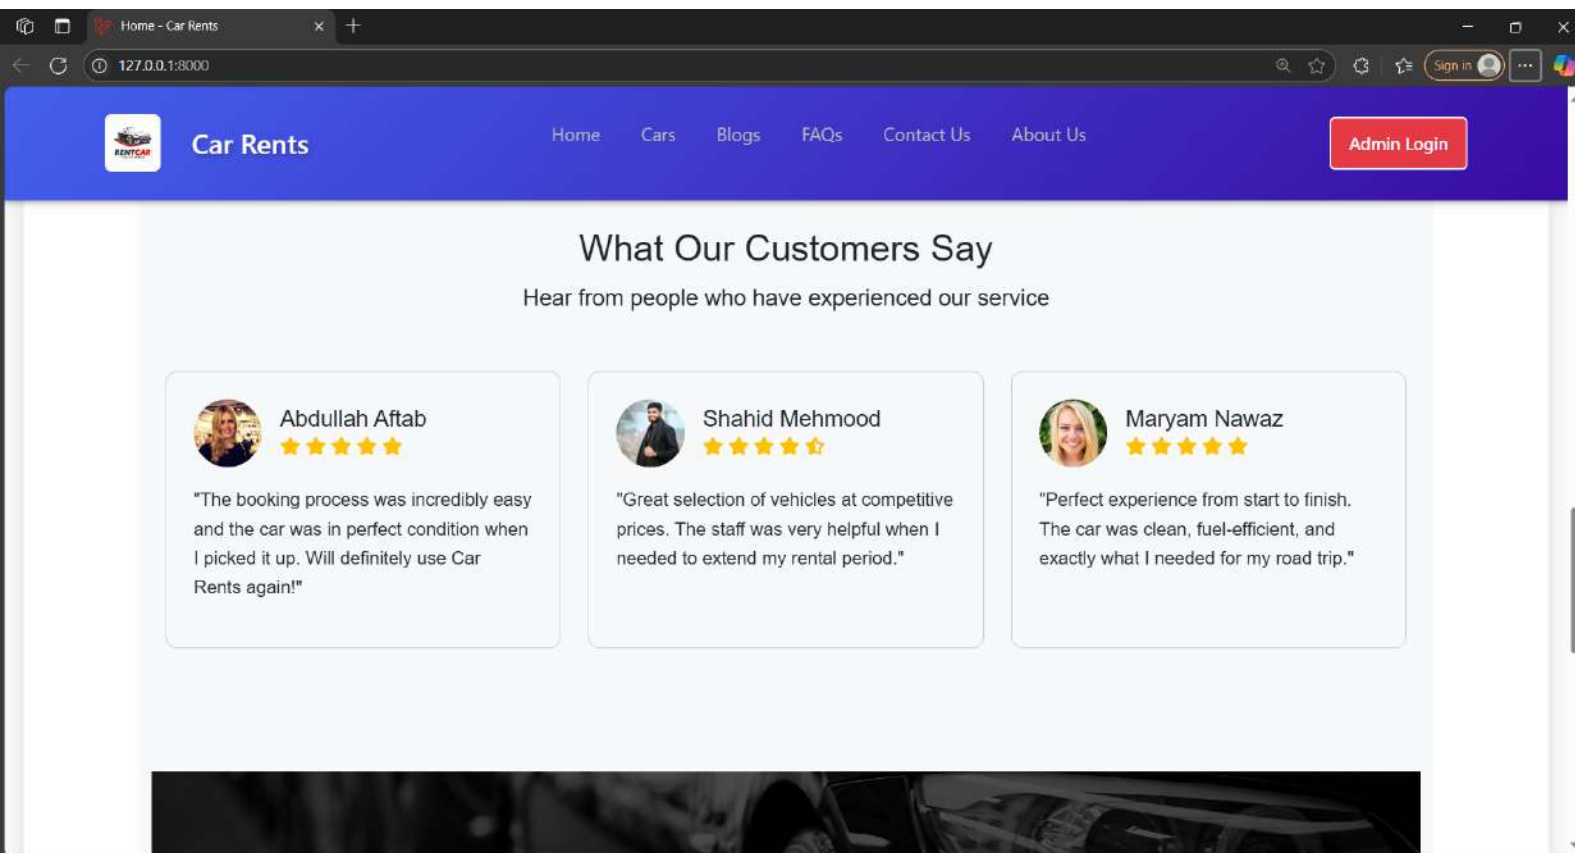 Home - Car Rents
127.0.0.1:8000
Sign in
RENTCAR
Car Rents
Home
Cars
Blogs
FAQs
Contact Us
About Us
Admin Login
What Our Customers Say
Hear from people who have experienced our service
Abdullah Aftab
"The booking process was incredibly easy
and the car was in perfect condition when
I picked it up. Will definitely use Car
Rents again!"
Shahid Mehmood
"Great selection of vehicles at competitive
prices. The staff was very helpful when I
needed to extend my rental period."
Maryam Nawaz
"Perfect experience from start to finish.
The car was clean, fuel-efficient, and
exactly what I needed for my road trip."